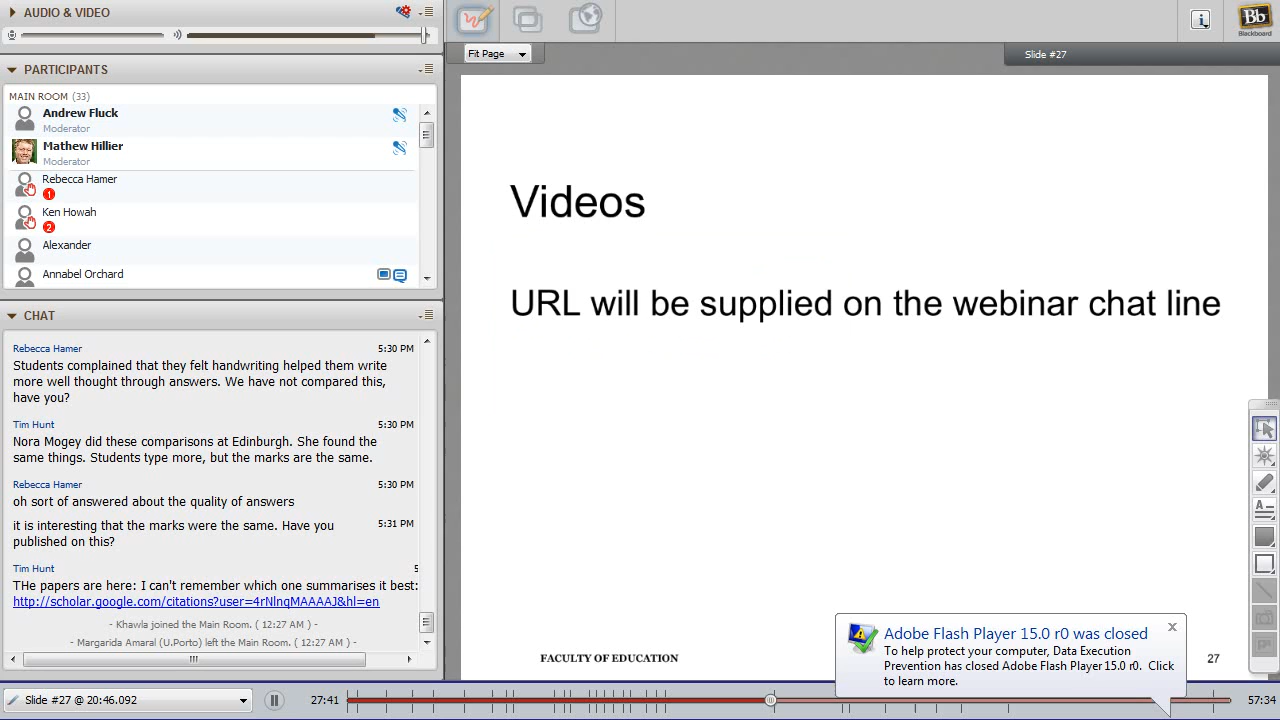 AUDIO & VIDEO
PARTICIPANTS
MAIN ROOM (33)
Andrew Fluck
Moderator
Mathew Hillier
Moderator
Rebecca Hamer
1
Ken Howah
2
Alexander
Annabel Orchard
CHAT
Rebecca Hamer 5:30 PM
Students complained that they felt handwriting helped them write
more well thought through answers. We have not compared this,
have you?
Tim Hunt 5:30 PM
Nora Mogey did these comparisons at Edinburgh. She found the
same things. Students type more, but the marks are the same.
Rebecca Hamer 5:30 PM
oh sort of answered about the quality of answers
it is interesting that the marks were the same. Have you 5:31 PM
published on this?
Tim Hunt 5
THe papers are here: I can't remember which one summarises it best:
http://scholar.google.com/citations?user=4rNlnqMAAAAJ&hl=en
- Khawla joined the Main Room. ( 12:27 AM ) -
- Margarida Amaral (U.Porto) left the Main Room. ( 12:27 AM ) -
Fit Page
Slide #27
Bb
Blackboard
Videos
URL will be supplied on the webinar chat line
FACULTY OF EDUCATION
27
Adobe Flash Player 15.0 r0 was closed
To help protect your computer, Data Execution
Prevention has closed Adobe Flash Player 15.0 r0. Click
to learn more.
Slide #27 @ 20:46.092
27:41
57:34